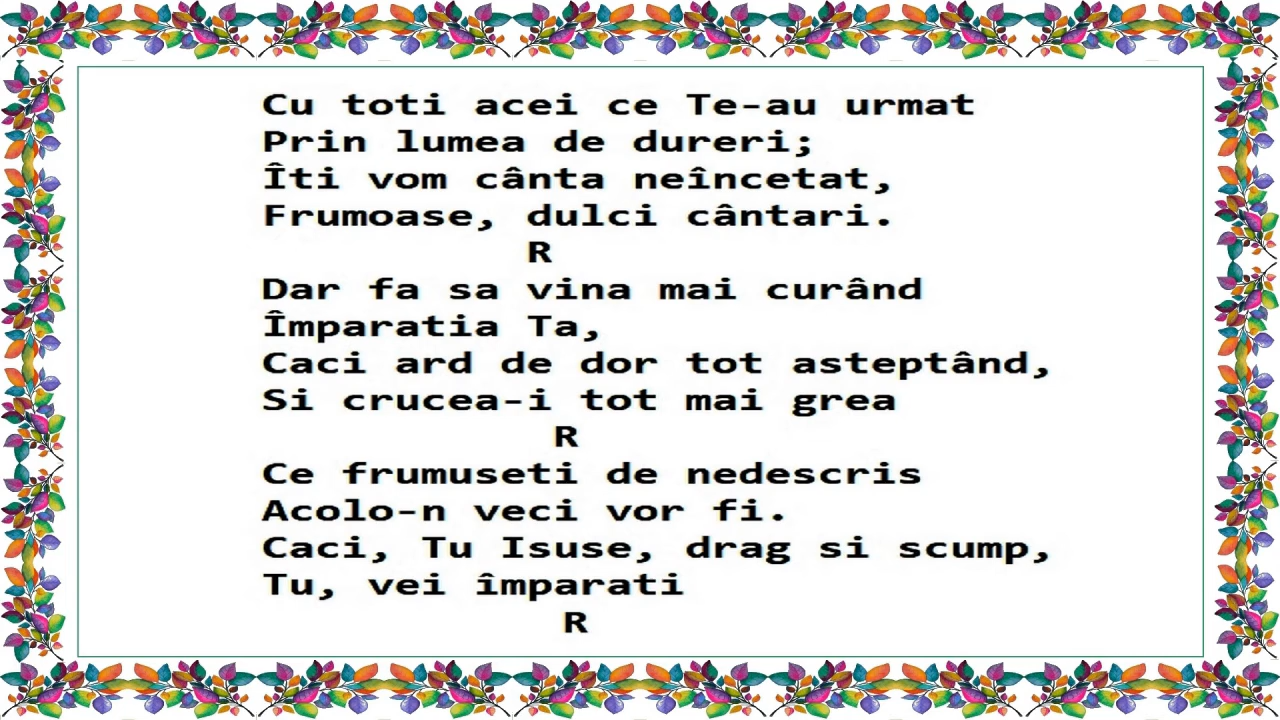 Cu toti acei ce Te-au urmat
Prin lumea de dureri;
Îti vom cânta neîncetat,
Frumoase, dulci cântari.
R
Dar fa sa vina mai curând
Împaratia Ta,
Caci ard de dor tot asteptând,
Si crucea-i tot mai grea
R
Ce frumuseti de nedescris
Acolo-n veci vor fi.
Caci, Tu Isuse, drag si scump,
Tu, vei împarati
R